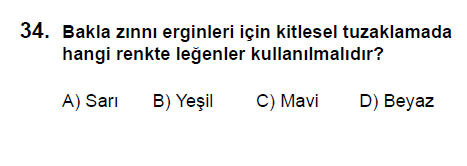 34. Bakla zınnı erginleri için kitlesel tuzaklamada
hangi renkte leğenler kullanılmalıdır?
A) Sarı B) Yeşil C) Mavi D) Beyaz